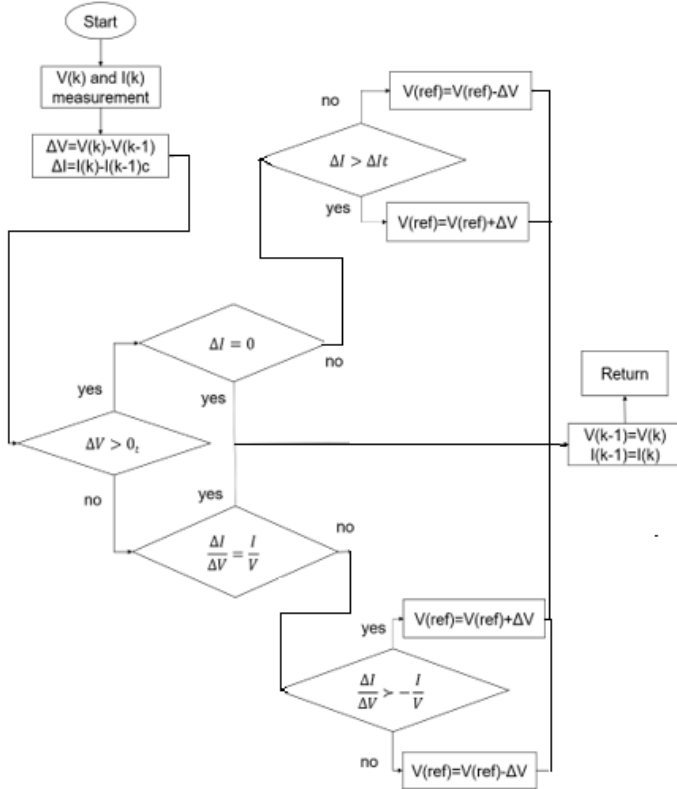 Start
V(k) and I(k)
measurement
ΔV=V(k)-V(k-1)
ΔI=I(k)-I(k-1)c
no
V(ref)=V(ref)-ΔV
ΔI > ΔIt
yes
V(ref)=V(ref)+ΔV
ΔI = 0
no
yes
yes
Return
ΔV > 0ₜ
V(k-1)=V(k)
I(k-1)=I(k)
no
yes
no
ΔI/ΔV = I/V
yes
V(ref)=V(ref)+ΔV
ΔI/ΔV > -I/V
no
V(ref)=V(ref)-ΔV